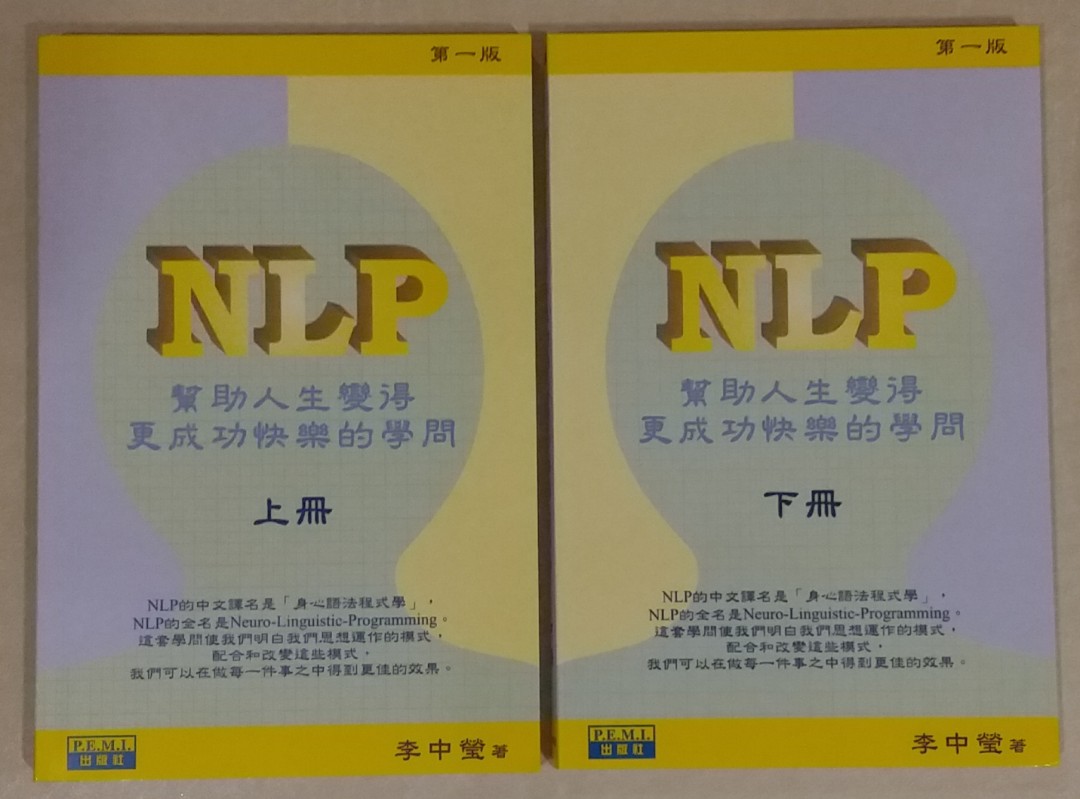 第一版
NLP
幫助人生變得
更成功快樂的學問
上冊
NLP的中文譯名是「身心語法程式學」，
NLP的全名是Neuro-Linguistic-Programming。
這套學問使我們明白我們思想運作的模式，
配合和改變這些模式，
我們可以在做每一件事之中得到更佳的效果。
P.E.M.I.
出版社
李中瑩 著
第一版
NLP
幫助人生變得
更成功快樂的學問
下冊
NLP的中文譯名是「身心語法程式學」，
NLP的全名是Neuro-Linguistic-Programming。
這套學問使我們明白我們思想運作的模式，
配合和改變這些模式，
我們可以在做每一件事之中得到更佳的效果。
P.E.M.I.
出版社
李中瑩 著